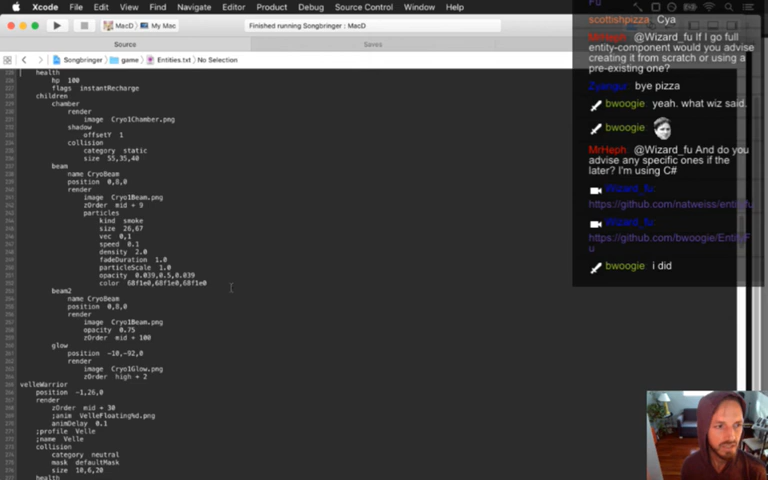 Xcode File Edit View Find Navigate Editor Product Debug Source Control Window Help
MacD My Mac
Finished running Songbringer : MacD
Source
Saves
Songbringer game Entities.txt No Selection
health
hp 100
flags instantRecharge
children
chamber
render
image Cryo1Chamber.png
shadow
offsetY 1
collision
category static
size 55,35,40
beam
name CryoBeam
position 0,8,0
render
image Cryo1Beam.png
zOrder mid + 9
particles
kind smoke
size 26,67
vec 0,1
speed 0.1
density 2.0
fadeDuration 1.0
particleScale 1.0
opacity 0.039,0.5,0.039
color 68f1e0,68f1e0,68f1e0
beam2
name CryoBeam
position 0,8,0
render
image Cryo1Beam.png
opacity 0.75
zOrder mid + 100
glow
position -10,-92,0
render
image Cryo1Glow.png
zOrder high + 2
velleWarrior
position -1,26,0
render
zOrder mid + 30
;anim VelleFloating%d.png
animDelay 0.1
;profile Velle
;name Velle
collision
category neutral
mask defaultMask
size 10,6,20
health
scottishpizza: Cya
MrHeph: @Wizard_fu If I go full
entity-component would you advise
creating it from scratch or using a
pre-existing one?
bye pizza
bwoogie: yeah. what wiz said.
bwoogie:
MrHeph: @Wizard_fu And do you
advise any specific ones if the
later? I'm using C#
Wizard_fu:
https://github.com/natweiss/entityfu
Wizard_fu:
https://github.com/bwoogie/EntityF
u
bwoogie: i did